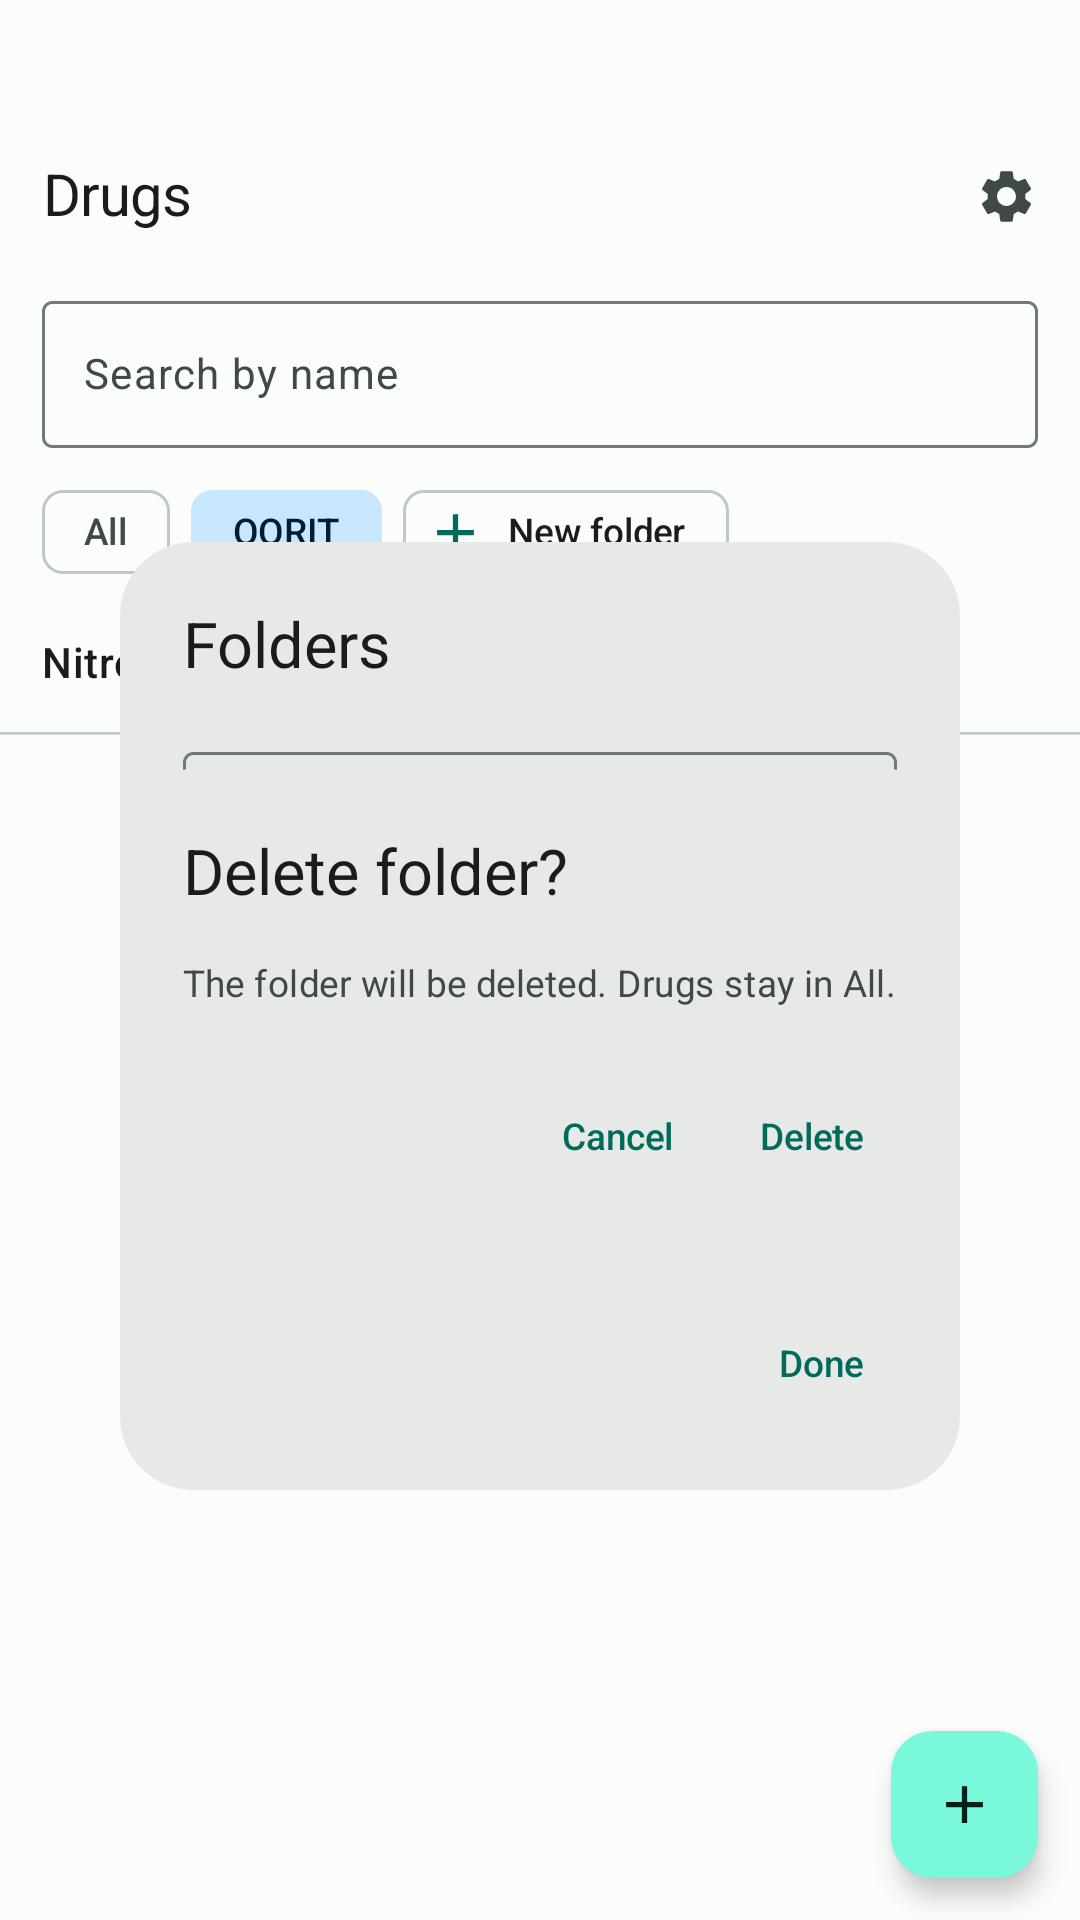 Drugs
Search by name
All
New folder
Folders
Delete folder?
The folder will be deleted. Drugs stay in All.
Cancel Delete
Done